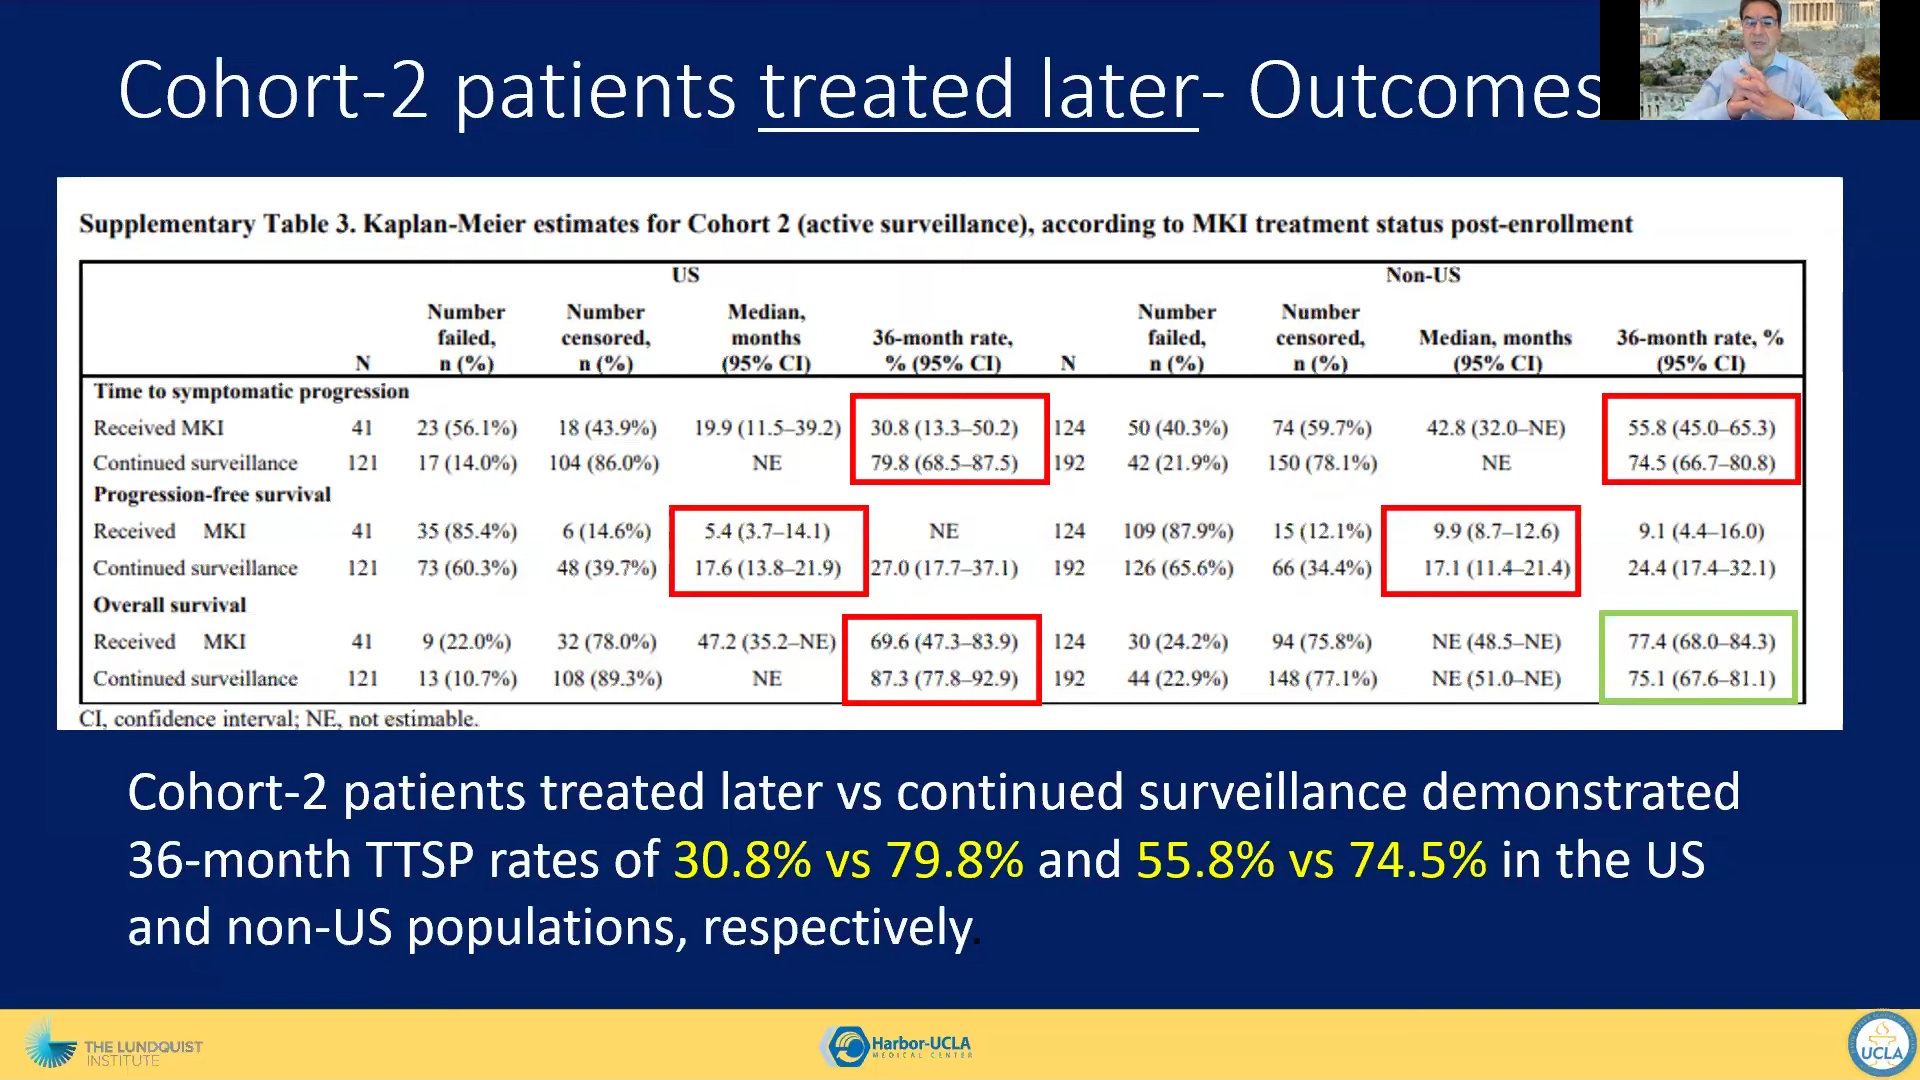 Cohort-2 patients treated later- Outcomes
Supplementary Table 3. Kaplan-Meier estimates for Cohort 2 (active surveillance), according to MKI treatment status post-enrollment
US Non-US
Number Number Median, Number Number
failed, censored, months 36-month rate, failed, censored, Median, months 36-month rate, %
N n (%) n (%) (95% CI) % (95% CI) N n (%) n (%) (95% CI) (95% CI)
Time to symptomatic progression
Received MKI 41 23 (56.1%) 18 (43.9%) 19.9 (11.5–39.2) 30.8 (13.3–50.2) 124 50 (40.3%) 74 (59.7%) 42.8 (32.0–NE) 55.8 (45.0–65.3)
Continued surveillance 121 17 (14.0%) 104 (86.0%) NE 79.8 (68.5–87.5) 192 42 (21.9%) 150 (78.1%) NE 74.5 (66.7–80.8)
Progression-free survival
Received MKI 41 35 (85.4%) 6 (14.6%) 5.4 (3.7–14.1) NE 124 109 (87.9%) 15 (12.1%) 9.9 (8.7–12.6) 9.1 (4.4–16.0)
Continued surveillance 121 73 (60.3%) 48 (39.7%) 17.6 (13.8–21.9) 27.0 (17.7–37.1) 192 126 (65.6%) 66 (34.4%) 17.1 (11.4–21.4) 24.4 (17.4–32.1)
Overall survival
Received MKI 41 9 (22.0%) 32 (78.0%) 47.2 (35.2–NE) 69.6 (47.3–83.9) 124 30 (24.2%) 94 (75.8%) NE (48.5–NE) 77.4 (68.0–84.3)
Continued surveillance 121 13 (10.7%) 108 (89.3%) NE 87.3 (77.8–92.9) 192 44 (22.9%) 148 (77.1%) NE (51.0–NE) 75.1 (67.6–81.1)
CI, confidence interval; NE, not estimable.
Cohort-2 patients treated later vs continued surveillance demonstrated
36-month TTSP rates of 30.8% vs 79.8% and 55.8% vs 74.5% in the US
and non-US populations, respectively.
THE LUNDQUIST
INSTITUTE
Harbor-UCLA
MEDICAL CENTER
UCLA